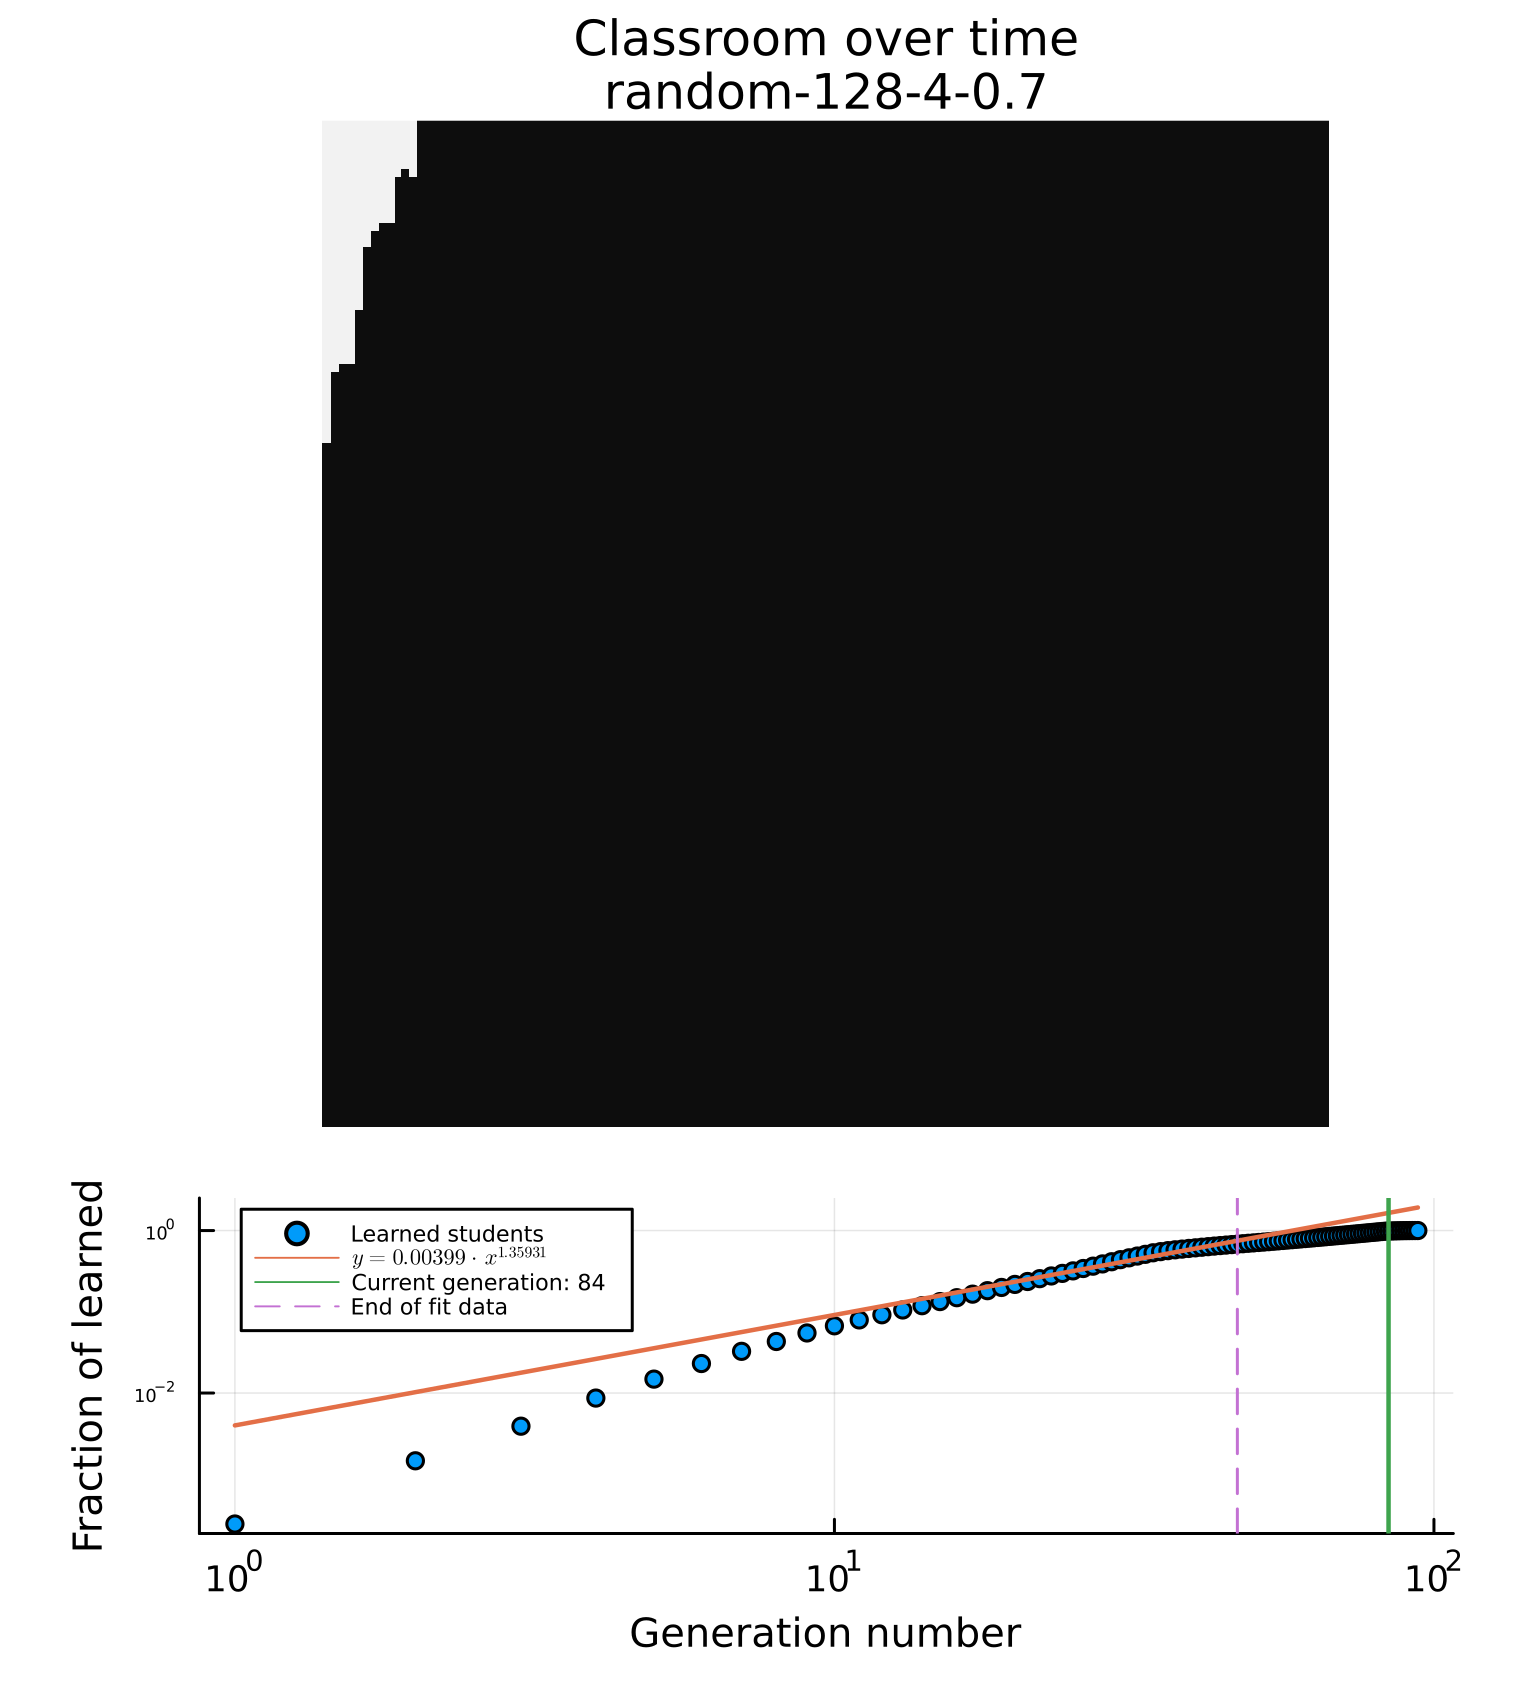 Classroom over time
random-128-4-0.7
Fraction of learned
10^0
10^-2
Learned students
y = 0.00399 · x^1.35931
Current generation: 84
End of fit data
10^0 10^1 10^2
Generation number